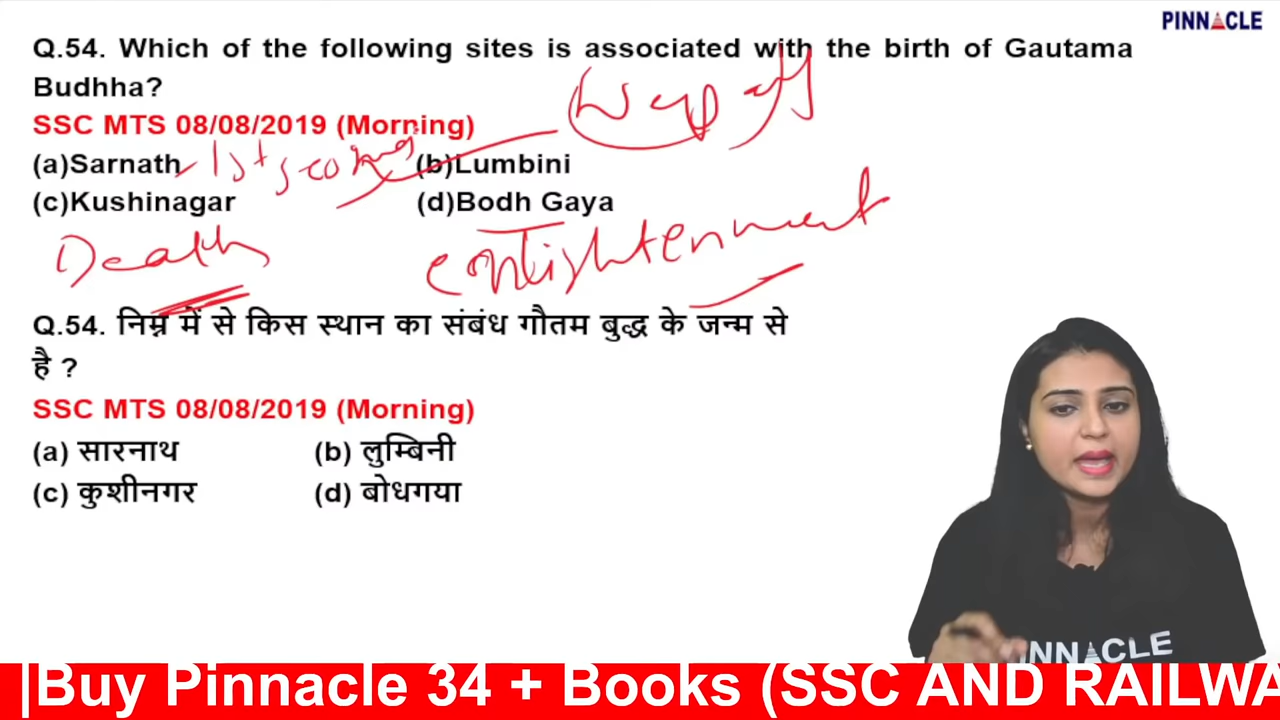 PINNACLE
Q.54. Which of the following sites is associated with the birth of Gautama
Budhha?
SSC MTS 08/08/2019 (Morning)
(a)Sarnath
(b)Lumbini
(c)Kushinagar
(d)Bodh Gaya
Death
enlightenment
Q.54. निम्न में से किस स्थान का संबंध गौतम बुद्ध के जन्म से
है ?
SSC MTS 08/08/2019 (Morning)
(a) सारनाथ
(b) लुम्बिनी
(c) कुशीनगर
(d) बोधगया
PINNACLE
|Buy Pinnacle 34 + Books (SSC AND RAILWA